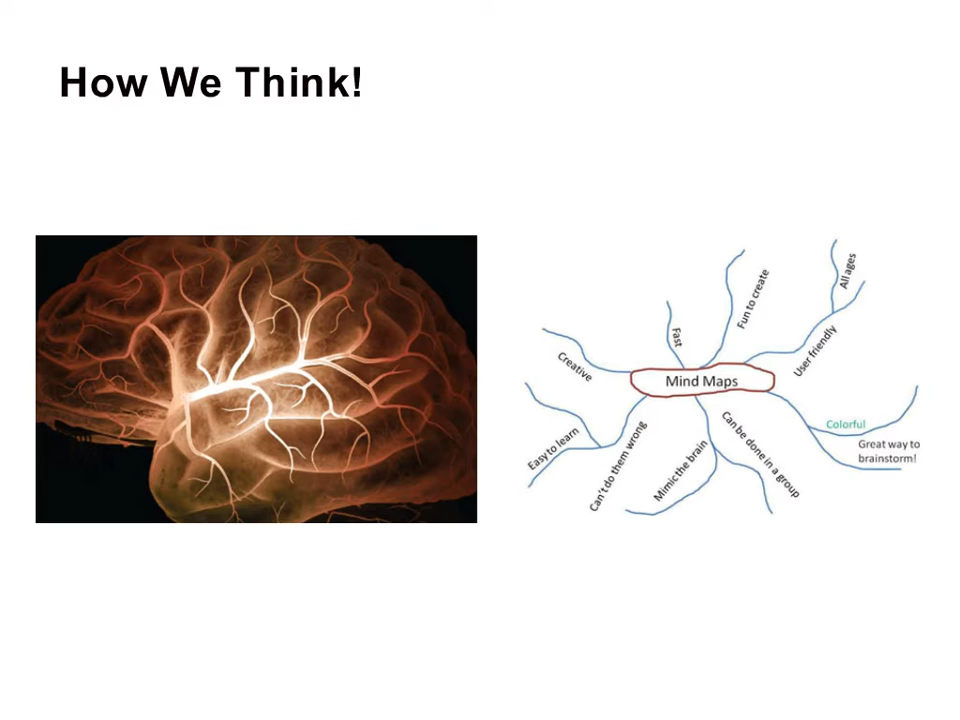 How We Think!
All ages
Fun to create
Fast
User friendly
Creative
Mind Maps
Colorful
Great way to
brainstorm!
Easy to learn
Can't do them wrong
Mimic the brain
Can be done in a group